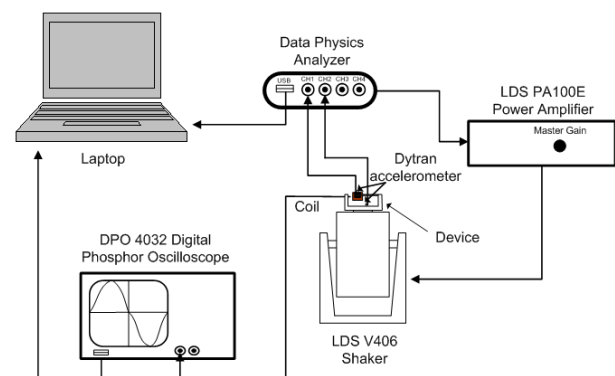 Data Physics
Analyzer
USB CH1 CH2 CH3 CH4
LDS PA100E
Power Amplifier
Master Gain
Laptop
Dytran
accelerometer
Coil
Device
DPO 4032 Digital
Phosphor Oscilloscope
LDS V406
Shaker